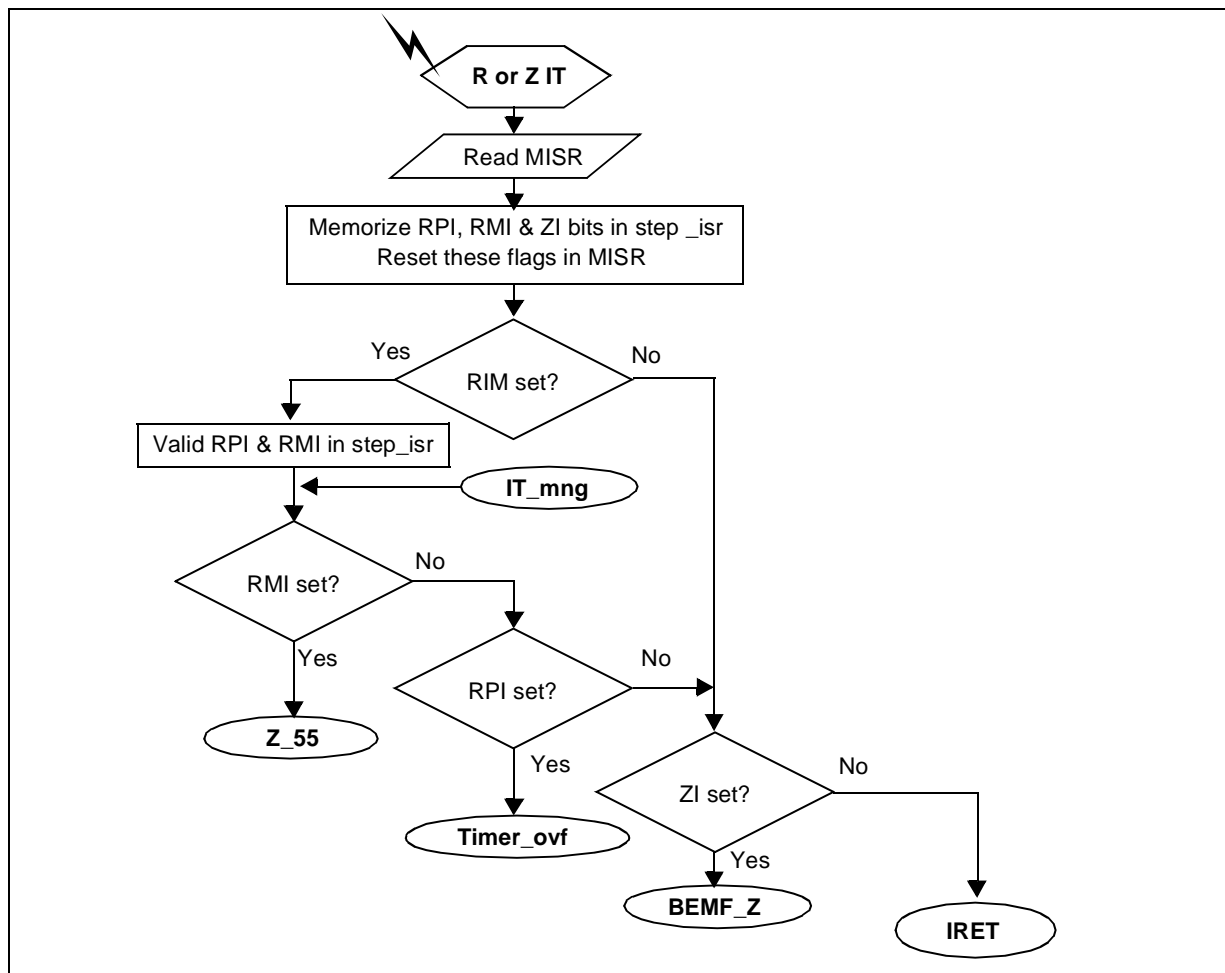 R or Z IT
Read MISR
Memorize RPI, RMI & ZI bits in step _isr
Reset these flags in MISR
Yes
No
RIM set?
Valid RPI & RMI in step_isr
IT_mng
No
RMI set?
Yes
No
RPI set?
Z_55
Yes
No
ZI set?
Timer_ovf
Yes
BEMF_Z
IRET